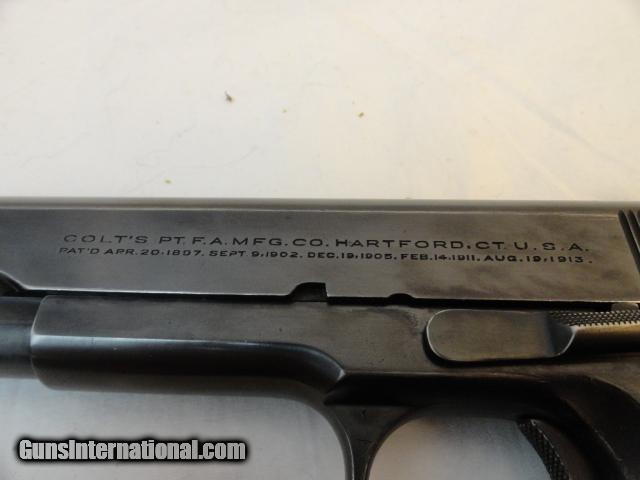 COLT'S PT. F.A. MFG. CO. HARTFORD, CT. U.S.A.
PAT'D APR. 20, 1897. SEPT 9, 1902. DEC. 19, 1905. FEB. 14, 1911. AUG. 19, 1913.
GunsInternational.com